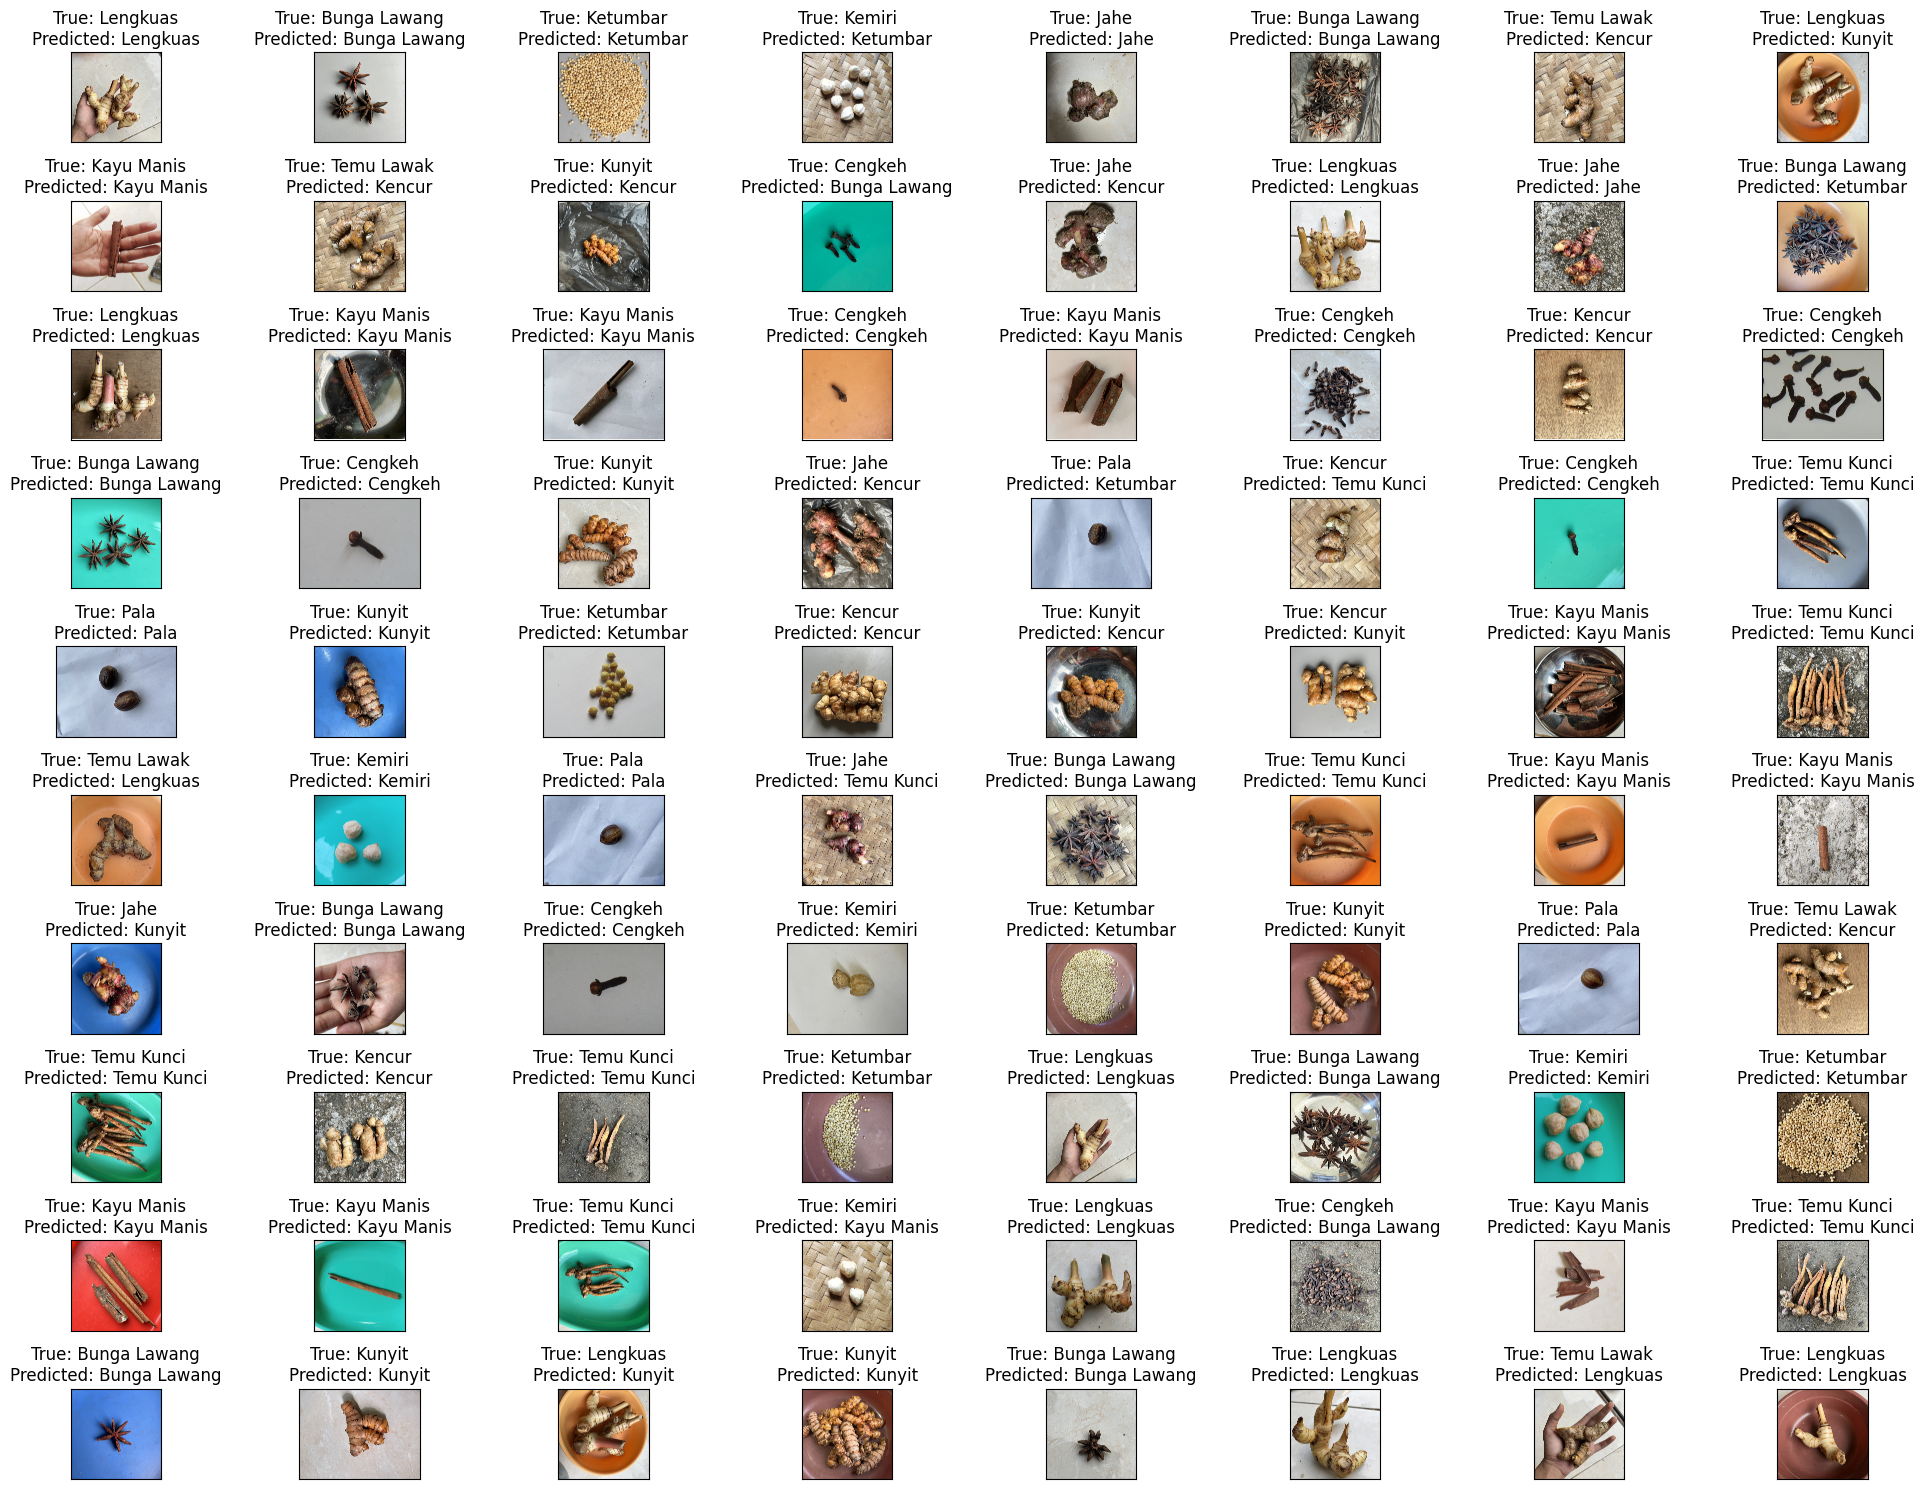 True: Lengkuas
Predicted: Lengkuas
True: Bunga Lawang
Predicted: Bunga Lawang
True: Ketumbar
Predicted: Ketumbar
True: Kemiri
Predicted: Ketumbar
True: Jahe
Predicted: Jahe
True: Bunga Lawang
Predicted: Bunga Lawang
True: Temu Lawak
Predicted: Kencur
True: Lengkuas
Predicted: Kunyit
True: Kayu Manis
Predicted: Kayu Manis
True: Temu Lawak
Predicted: Kencur
True: Kunyit
Predicted: Kencur
True: Cengkeh
Predicted: Bunga Lawang
True: Jahe
Predicted: Kencur
True: Lengkuas
Predicted: Lengkuas
True: Jahe
Predicted: Jahe
True: Bunga Lawang
Predicted: Ketumbar
True: Lengkuas
Predicted: Lengkuas
True: Kayu Manis
Predicted: Kayu Manis
True: Kayu Manis
Predicted: Kayu Manis
True: Cengkeh
Predicted: Cengkeh
True: Kayu Manis
Predicted: Kayu Manis
True: Cengkeh
Predicted: Cengkeh
True: Kencur
Predicted: Kencur
True: Cengkeh
Predicted: Cengkeh
True: Bunga Lawang
Predicted: Bunga Lawang
True: Cengkeh
Predicted: Cengkeh
True: Kunyit
Predicted: Kunyit
True: Jahe
Predicted: Kencur
True: Pala
Predicted: Ketumbar
True: Kencur
Predicted: Temu Kunci
True: Cengkeh
Predicted: Cengkeh
True: Temu Kunci
Predicted: Temu Kunci
True: Pala
Predicted: Pala
True: Kunyit
Predicted: Kunyit
True: Ketumbar
Predicted: Ketumbar
True: Kencur
Predicted: Kencur
True: Kunyit
Predicted: Kencur
True: Kencur
Predicted: Kunyit
True: Kayu Manis
Predicted: Kayu Manis
True: Temu Kunci
Predicted: Temu Kunci
True: Temu Lawak
Predicted: Lengkuas
True: Kemiri
Predicted: Kemiri
True: Pala
Predicted: Pala
True: Jahe
Predicted: Temu Kunci
True: Bunga Lawang
Predicted: Bunga Lawang
True: Temu Kunci
Predicted: Temu Kunci
True: Kayu Manis
Predicted: Kayu Manis
True: Kayu Manis
Predicted: Kayu Manis
True: Jahe
Predicted: Kunyit
True: Bunga Lawang
Predicted: Bunga Lawang
True: Cengkeh
Predicted: Cengkeh
True: Kemiri
Predicted: Kemiri
True: Ketumbar
Predicted: Ketumbar
True: Kunyit
Predicted: Kunyit
True: Pala
Predicted: Pala
True: Temu Lawak
Predicted: Kencur
True: Temu Kunci
Predicted: Temu Kunci
True: Kencur
Predicted: Kencur
True: Temu Kunci
Predicted: Temu Kunci
True: Ketumbar
Predicted: Ketumbar
True: Lengkuas
Predicted: Lengkuas
True: Bunga Lawang
Predicted: Bunga Lawang
True: Kemiri
Predicted: Kemiri
True: Ketumbar
Predicted: Ketumbar
True: Kayu Manis
Predicted: Kayu Manis
True: Kayu Manis
Predicted: Kayu Manis
True: Temu Kunci
Predicted: Temu Kunci
True: Kemiri
Predicted: Kayu Manis
True: Lengkuas
Predicted: Lengkuas
True: Cengkeh
Predicted: Bunga Lawang
True: Kayu Manis
Predicted: Kayu Manis
True: Temu Kunci
Predicted: Temu Kunci
True: Bunga Lawang
Predicted: Bunga Lawang
True: Kunyit
Predicted: Kunyit
True: Lengkuas
Predicted: Kunyit
True: Kunyit
Predicted: Kunyit
True: Bunga Lawang
Predicted: Bunga Lawang
True: Lengkuas
Predicted: Lengkuas
True: Temu Lawak
Predicted: Lengkuas
True: Lengkuas
Predicted: Lengkuas